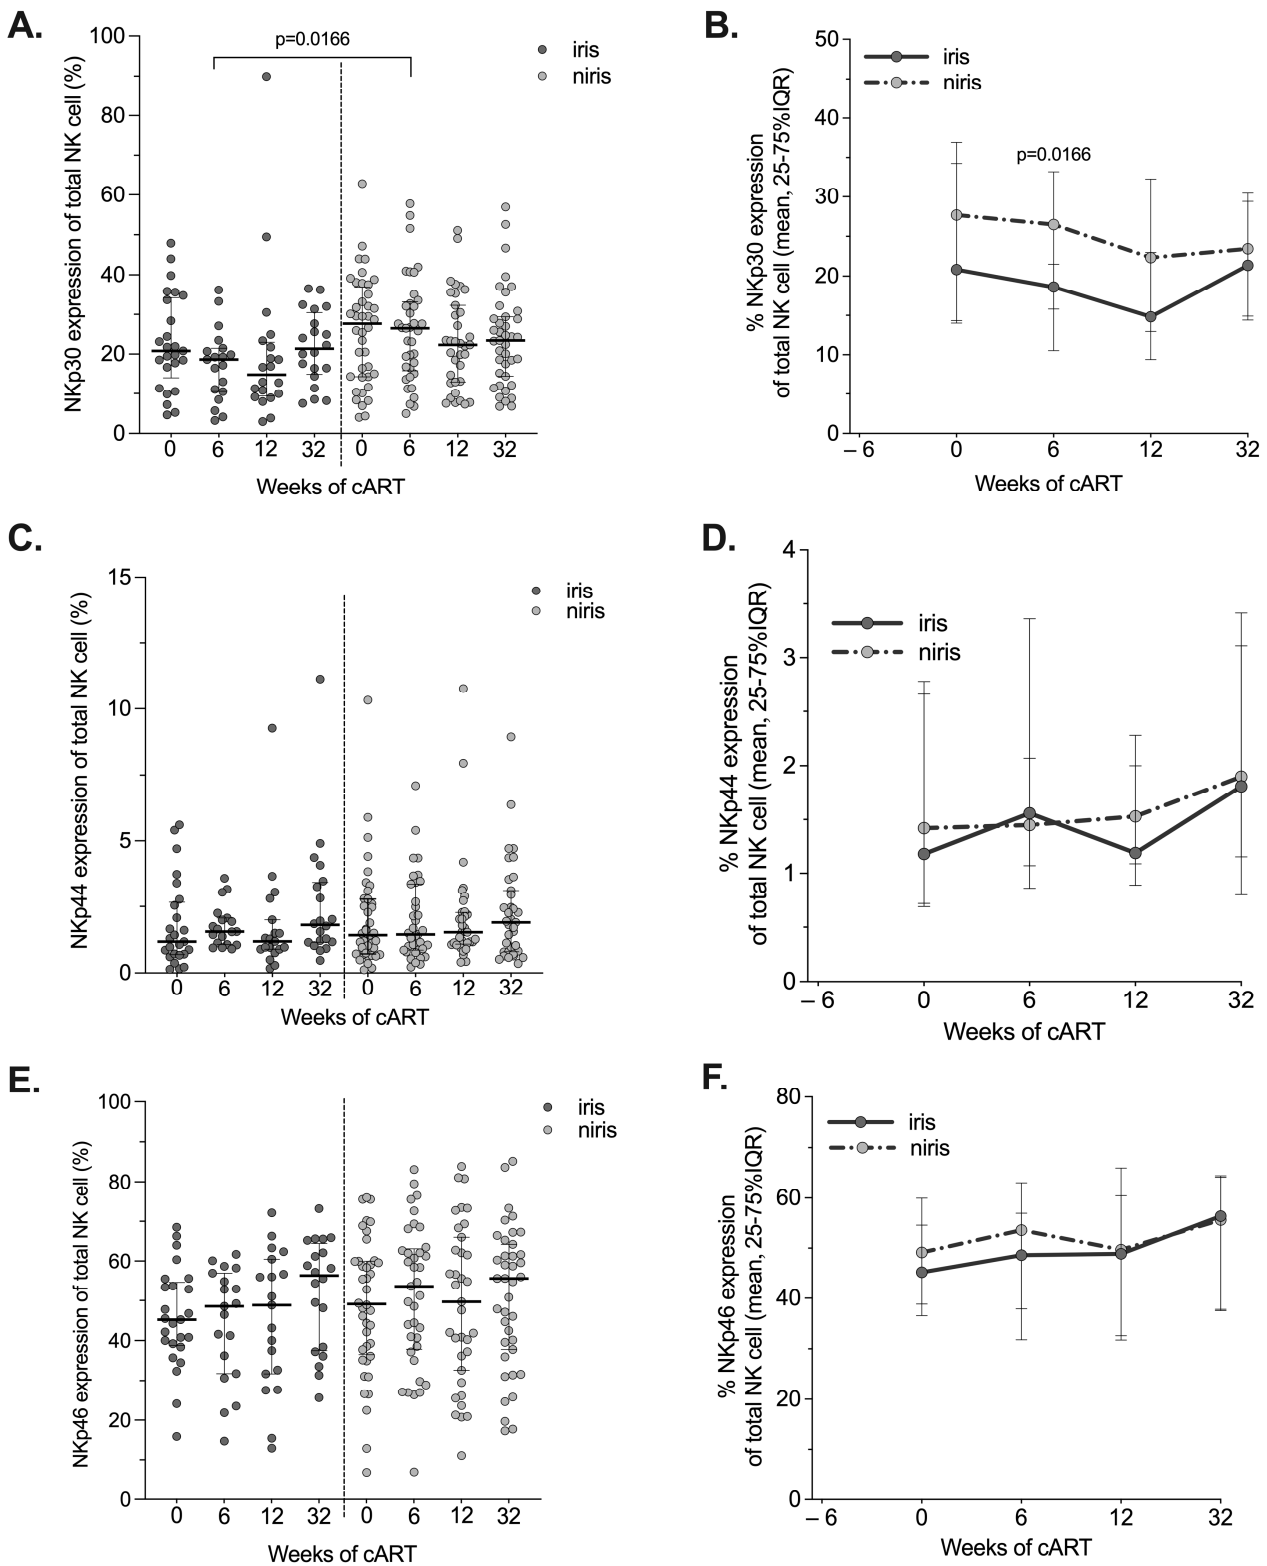 A.
NKp30 expression of total NK cell (%)
100
80
60
40
20
0
p=0.0166
iris
niris
0 6 12 32 0 6 12 32
Weeks of cART
B.
% NKp30 expression
of total NK cell (mean, 25-75%IQR)
50
40
30
20
10
0
iris
niris
p=0.0166
– 6 0 6 12 32
Weeks of cART
C.
NKp44 expression of total NK cell (%)
15
10
5
0
iris
niris
0 6 12 32 0 6 12 32
Weeks of cART
D.
% NKp44 expression
of total NK cell (mean, 25-75%IQR)
4
3
2
1
0
iris
niris
– 6 0 6 12 32
Weeks of cART
E.
NKp46 expression of total NK cell (%)
100
80
60
40
20
0
iris
niris
0 6 12 32 0 6 12 32
Weeks of cART
F.
% NKp46 expression
of total NK cell (mean, 25-75%IQR)
80
60
40
20
0
iris
niris
– 6 0 6 12 32
Weeks of cART